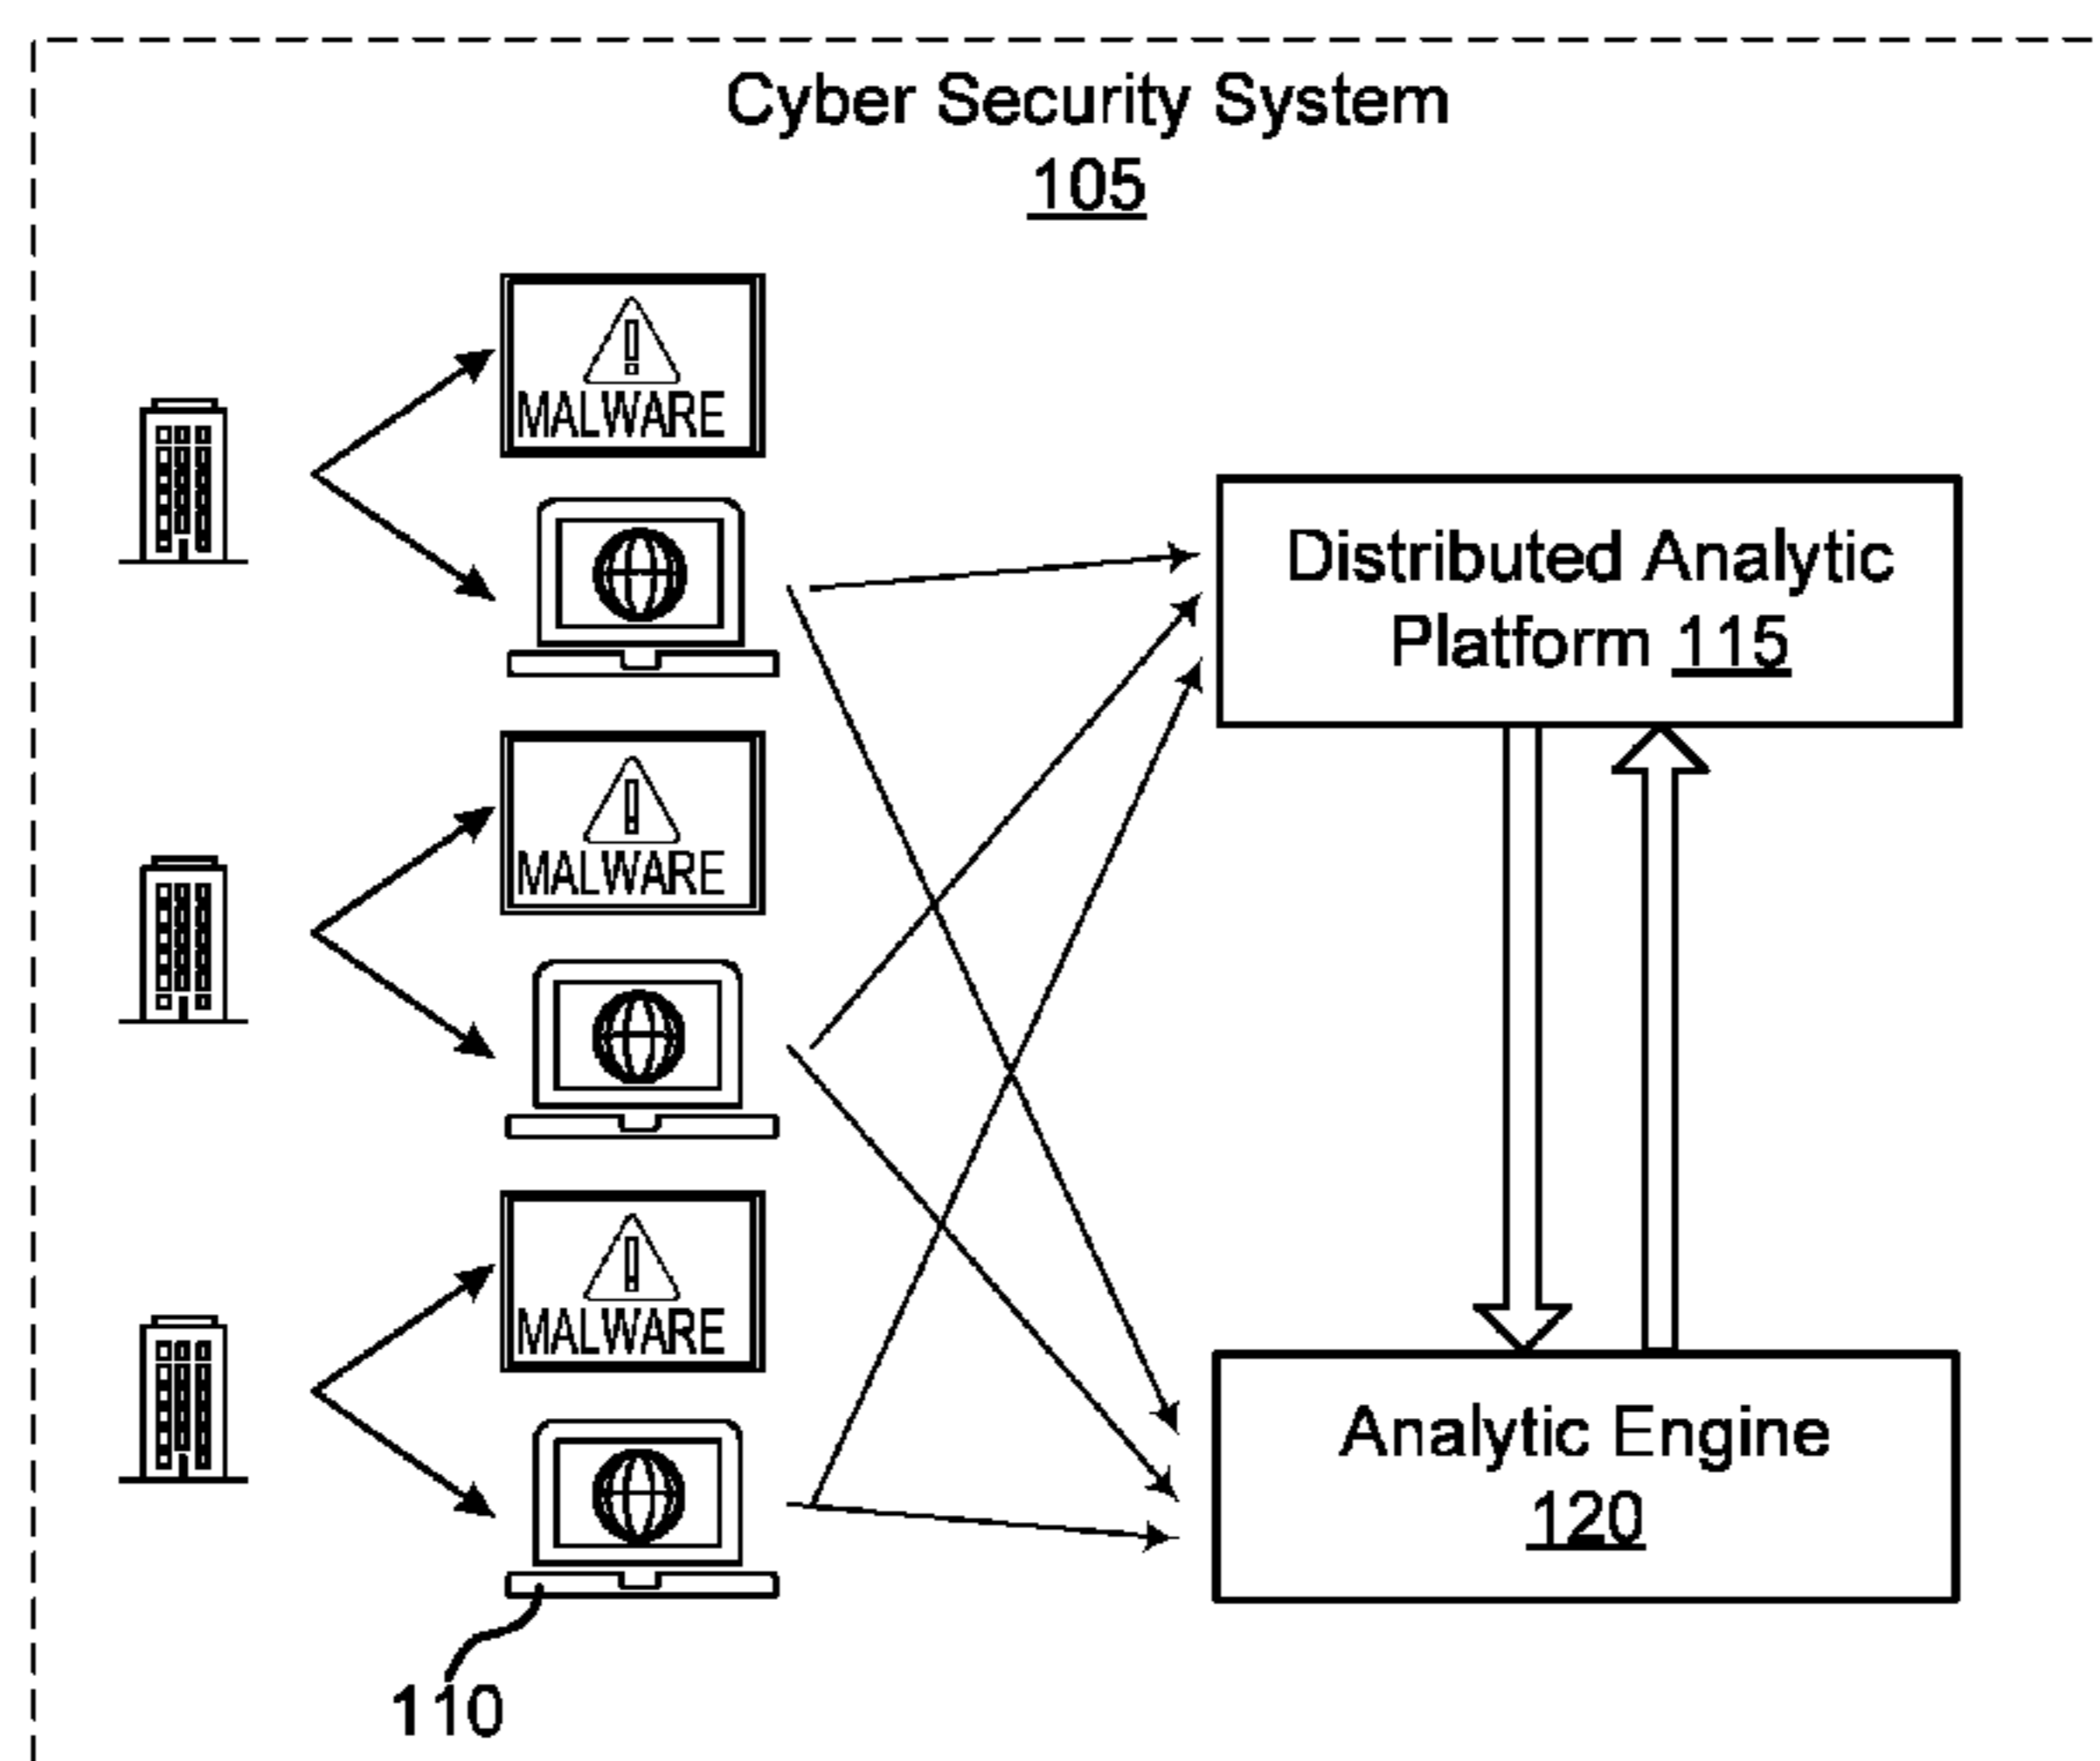 Cyber Security System
105
MALWARE
Distributed Analytic
Platform 115
MALWARE
MALWARE
Analytic Engine
120
110